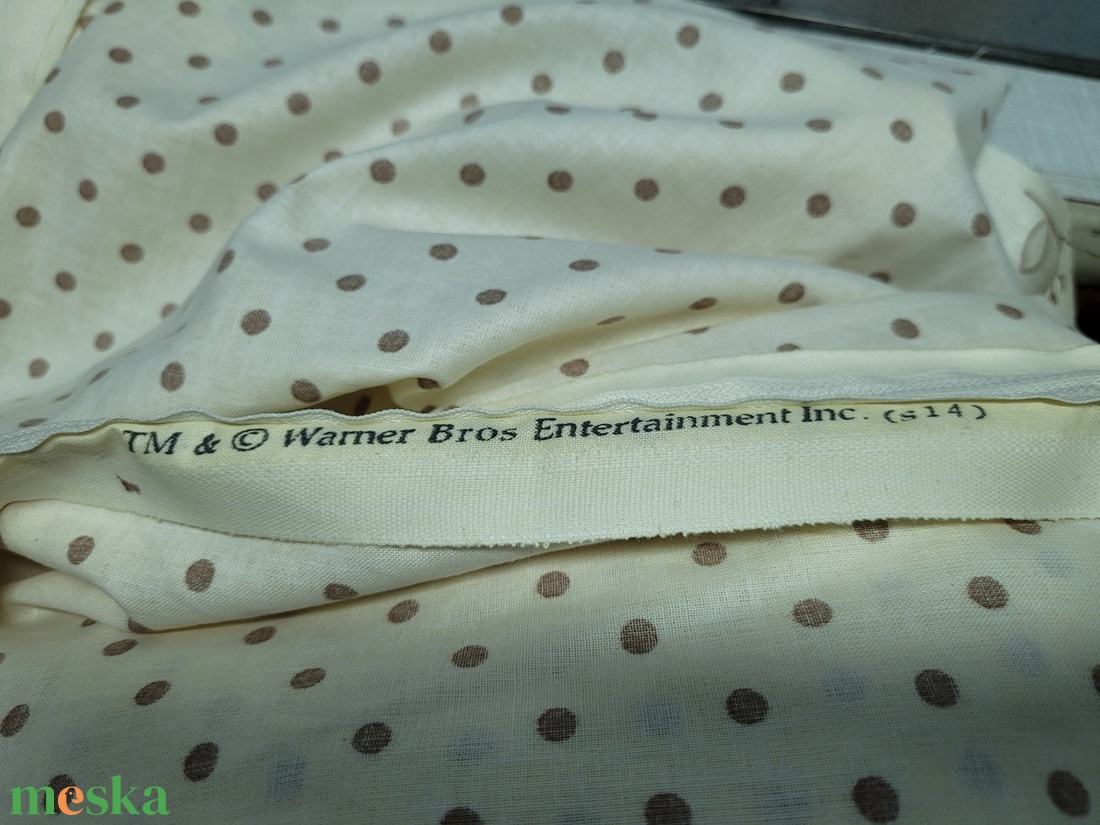 TM & © Warner Bros Entertainment Inc. (s14)
meska